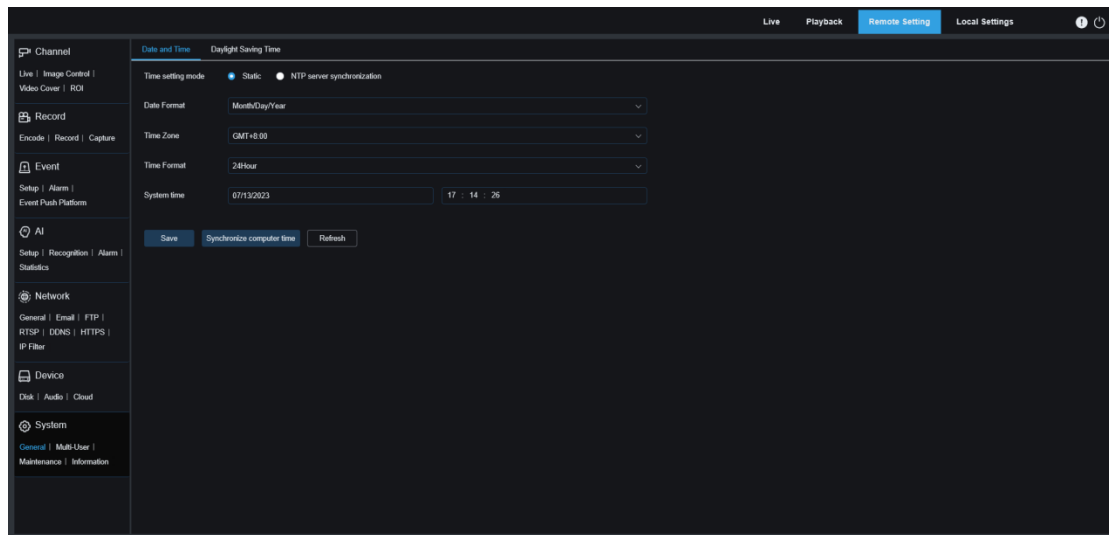 Live Playback Remote Setting Local Settings
Channel
Live | Image Control |
Video Cover | ROI
Record
Encode | Record | Capture
Event
Setup | Alarm |
Event Push Platform
AI
Setup | Recognition | Alarm |
Statistics
Network
General | Email | FTP |
RTSP | DDNS | HTTPS |
IP Filter
Device
Disk | Audio | Cloud
System
General | Multi-User |
Maintenance | Information
Date and Time Daylight Saving Time
Time setting mode Static NTP server synchronization
Date Format Month/Day/Year
Time Zone GMT+8:00
Time Format 24Hour
System time 07/13/2023 17 : 14 : 26
Save Synchronize computer time Refresh